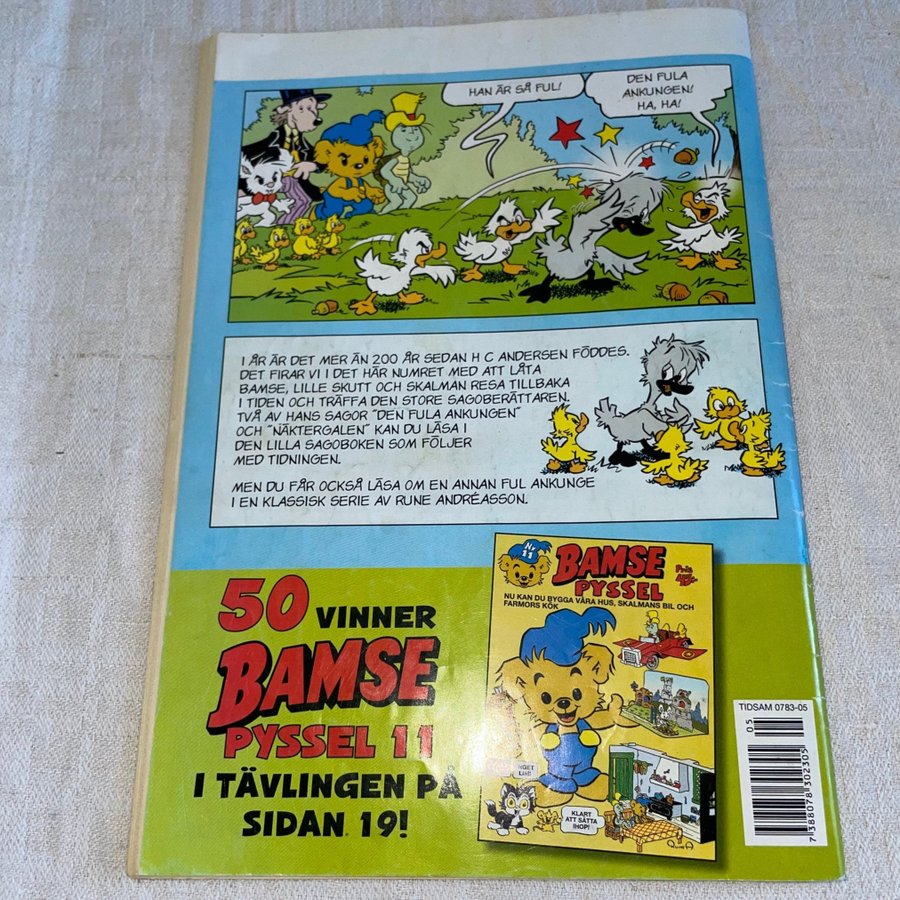 HAN ÄR SÅ FUL!
DEN FULA
ANKUNGEN!
HA, HA!
I ÅR ÄR DET MER ÄN 200 ÅR SEDAN H C ANDERSEN FÖDDES.
DET FIRAR VI I DET HÄR NUMRET MED ATT LÅTA
BAMSE, LILLE SKUTT OCH SKALMAN RESA TILLBAKA
I TIDEN OCH TRÄFFA DEN STORE SAGOBERÄTTAREN.
TVÅ AV HANS SAGOR "DEN FULA ANKUNGEN"
OCH "NÄKTERGALEN" KAN DU LÄSA I
DEN LILLA SAGOBOKEN SOM FÖLJER
MED TIDNINGEN.
MEN DU FÅR OCKSÅ LÄSA OM EN ANNAN FUL ANKUNGE
I EN KLASSISK SERIE AV RUNE ANDRÉASSON.
50 VINNER
BAMSE
PYSSEL 11
I TÄVLINGEN PÅ
SIDAN 19!
Nr
11
BAMSE
PYSSEL
NU KAN DU BYGGA VÅRA HUS, SKALMANS BIL OCH
FARMORS KÖK
KLART
ATT SÄTTA
IHOP!
TIDSAM 0783-05
05
7 388078 302305